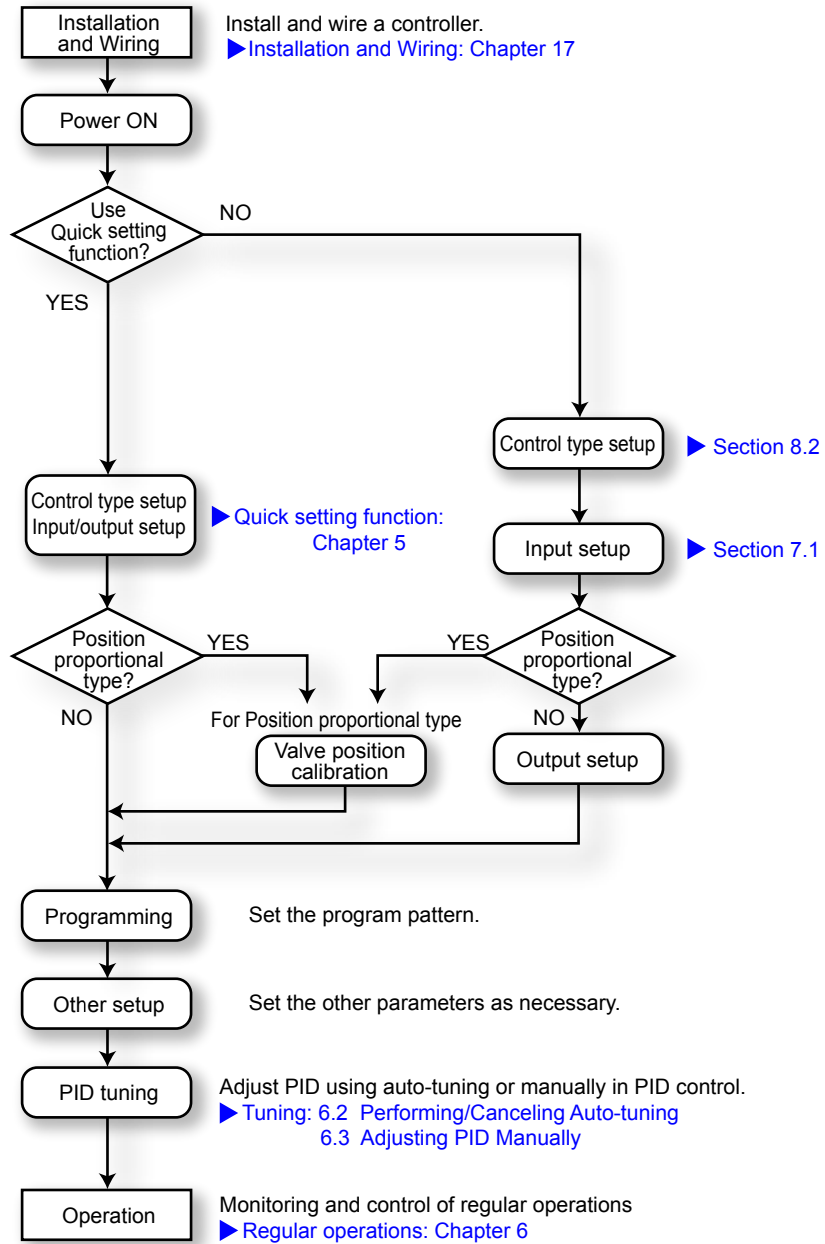 Installation
and Wiring
Install and wire a controller.
▶Installation and Wiring: Chapter 17
Power ON
Use
Quick setting
function?
NO
YES
Control type setup
▶ Section 8.2
Control type setup
Input/output setup
▶Quick setting function:
Chapter 5
Input setup
▶ Section 7.1
Position
proportional
type?
YES
YES
Position
proportional
type?
NO
For Position proportional type
NO
Valve position
calibration
Output setup
Programming
Set the program pattern.
Other setup
Set the other parameters as necessary.
PID tuning
Adjust PID using auto-tuning or manually in PID control.
▶Tuning: 6.2 Performing/Canceling Auto-tuning
6.3 Adjusting PID Manually
Operation
Monitoring and control of regular operations
▶Regular operations: Chapter 6